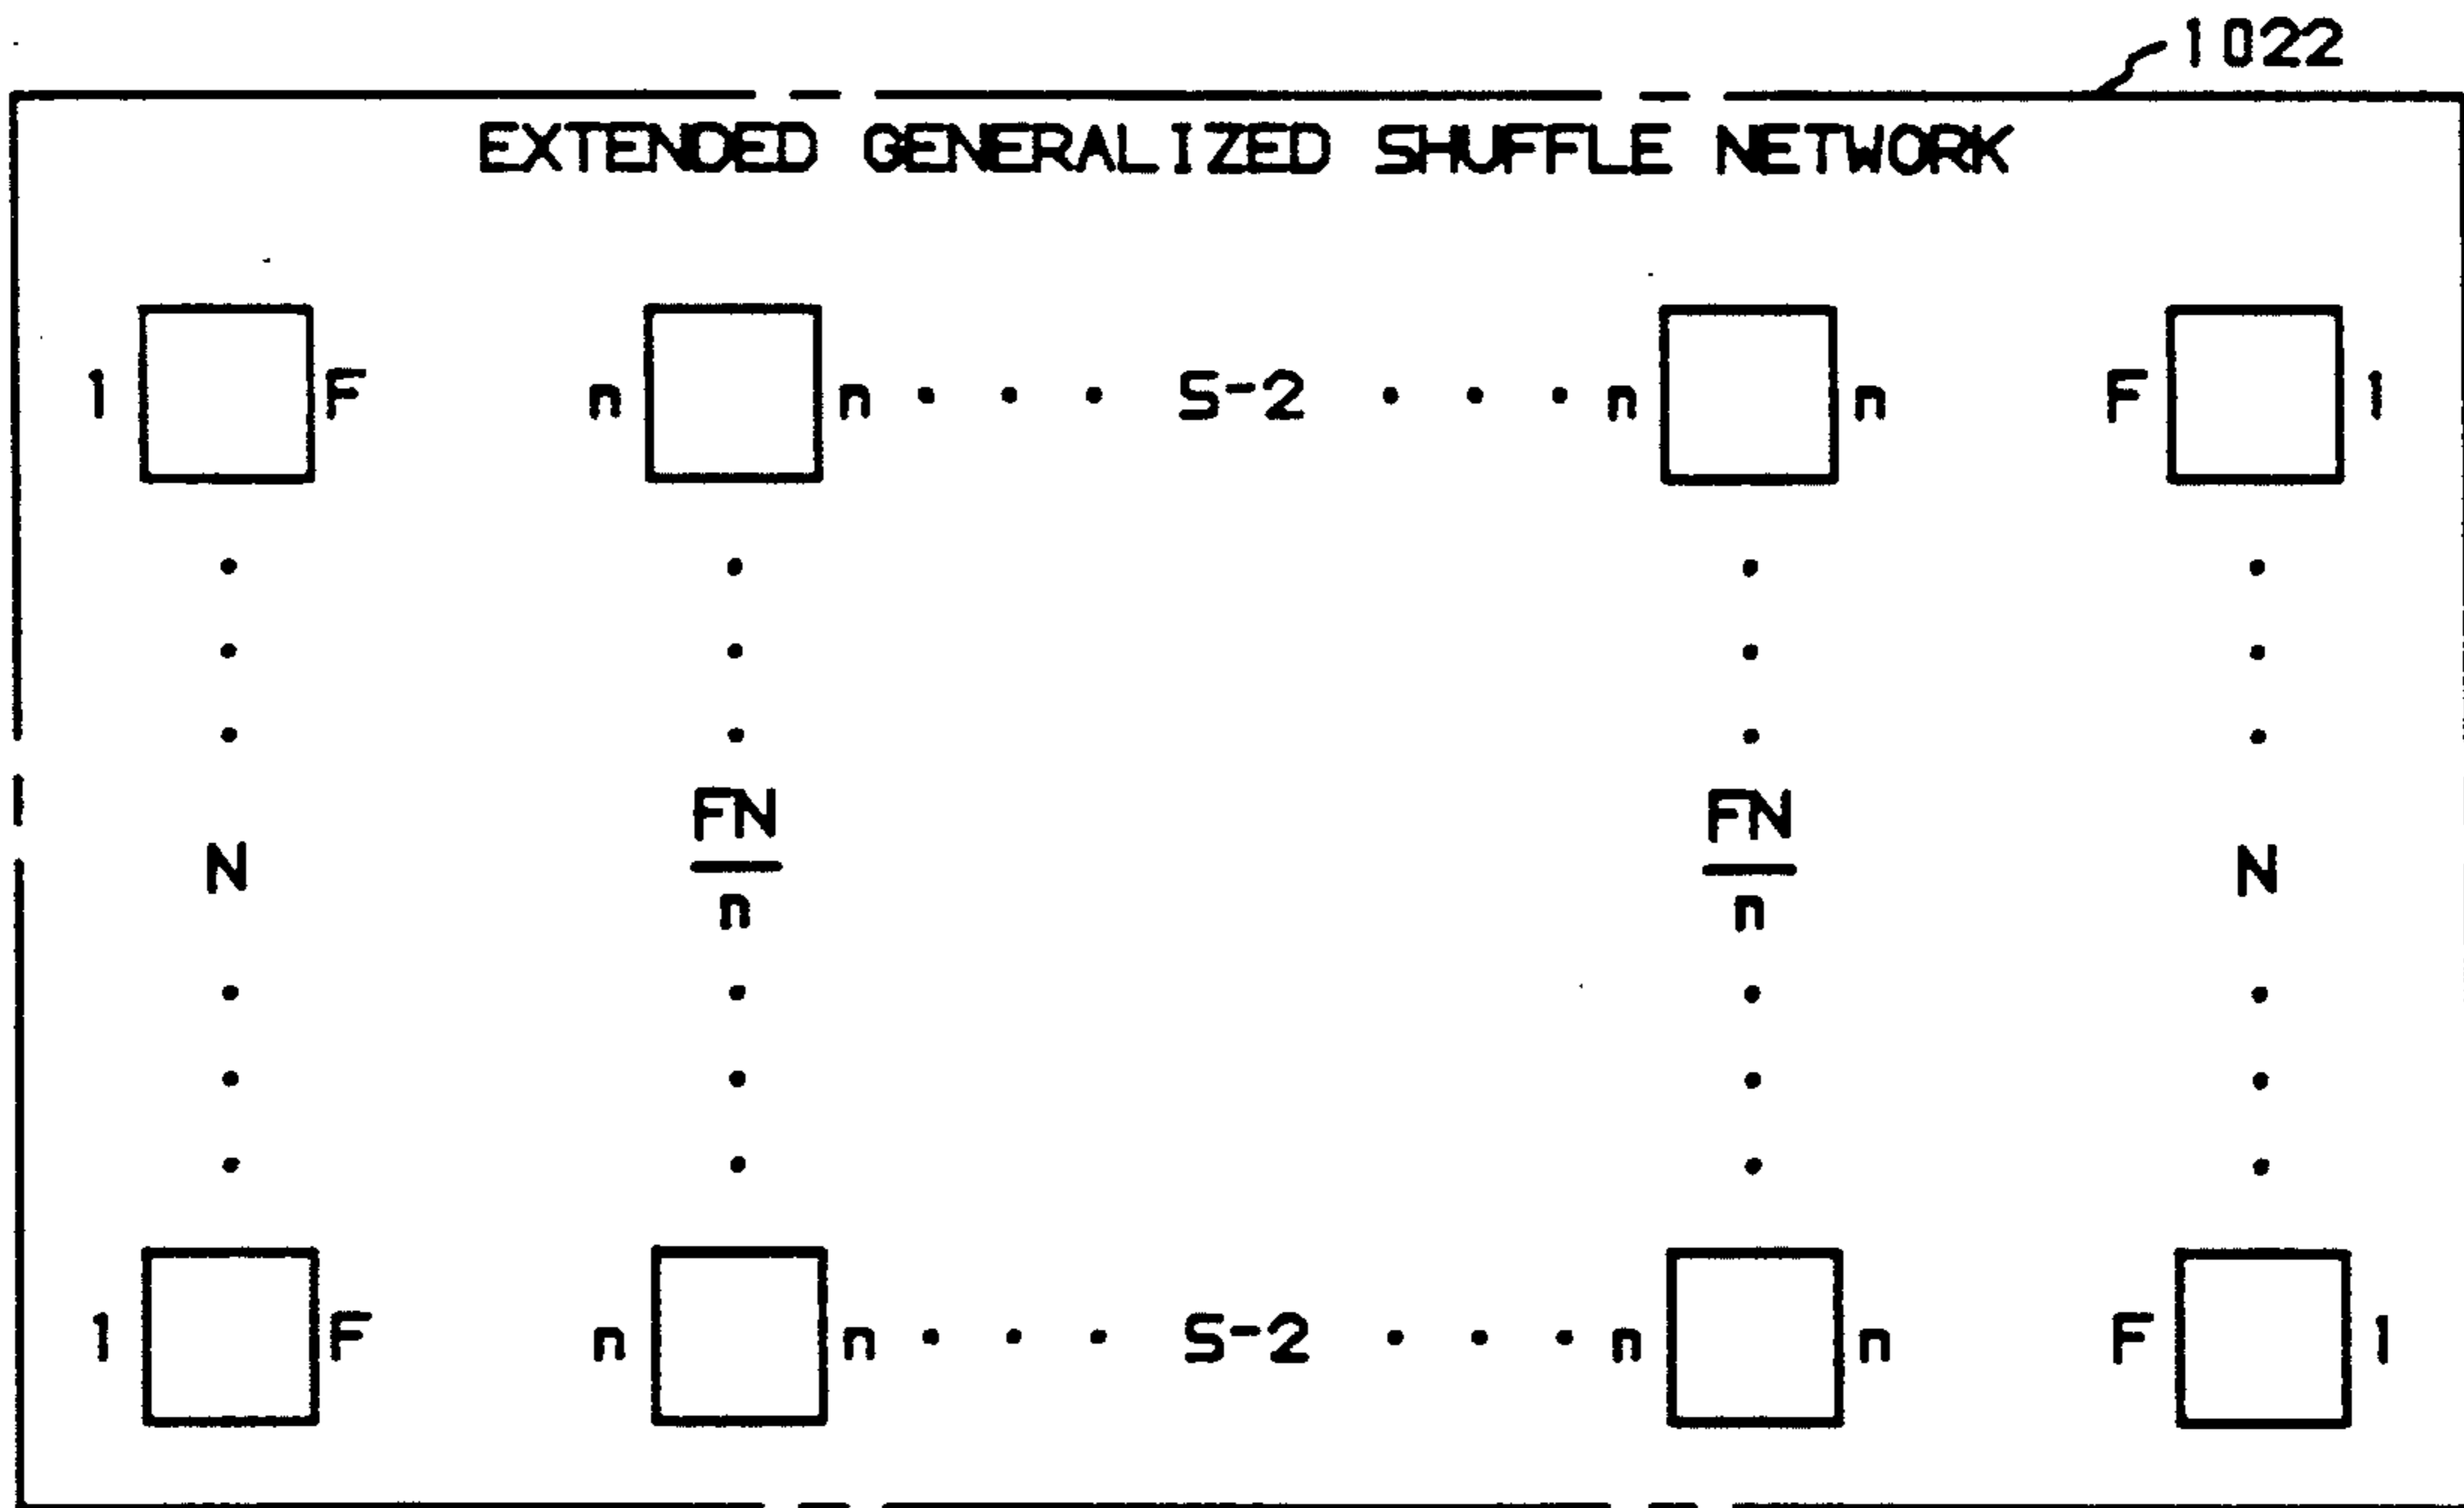 1022
EXTENDED GENERALIZED SHUFFLE NETWORK
1 F n n S-2 n n F 1
N FN/n FN/n N
1 F n n S-2 n n F 1